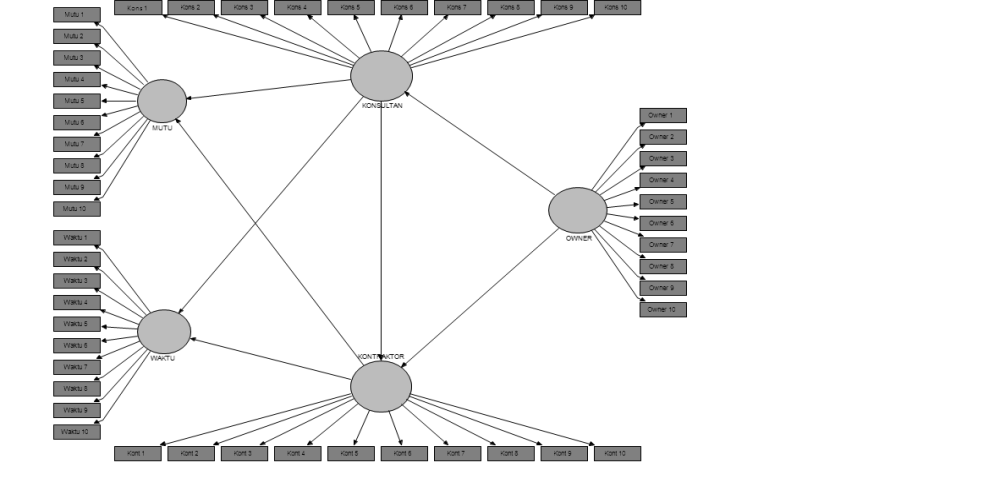 Kons 1
Kons 2
Kons 3
Kons 4
Kons 5
Kons 6
Kons 7
Kons 8
Kons 9
Kons 10
Mutu 1
Mutu 2
Mutu 3
Mutu 4
Mutu 5
Mutu 6
Mutu 7
Mutu 8
Mutu 9
Mutu 10
MUTU
KONSULTAN
Owner 1
Owner 2
Owner 3
Owner 4
Owner 5
Owner 6
Owner 7
Owner 8
Owner 9
Owner 10
OWNER
Waktu 1
Waktu 2
Waktu 3
Waktu 4
Waktu 5
Waktu 6
Waktu 7
Waktu 8
Waktu 9
Waktu 10
WAKTU
KONTRAKTOR
Kont 1
Kont 2
Kont 3
Kont 4
Kont 5
Kont 6
Kont 7
Kont 8
Kont 9
Kont 10